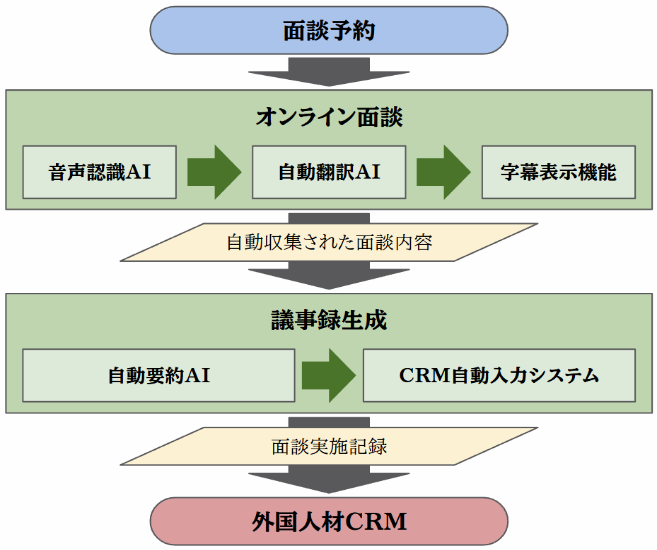 面談予約
オンライン面談
音声認識AI
自動翻訳AI
字幕表示機能
自動収集された面談内容
議事録生成
自動要約AI
CRM自動入力システム
面談実施記録
外国人材CRM